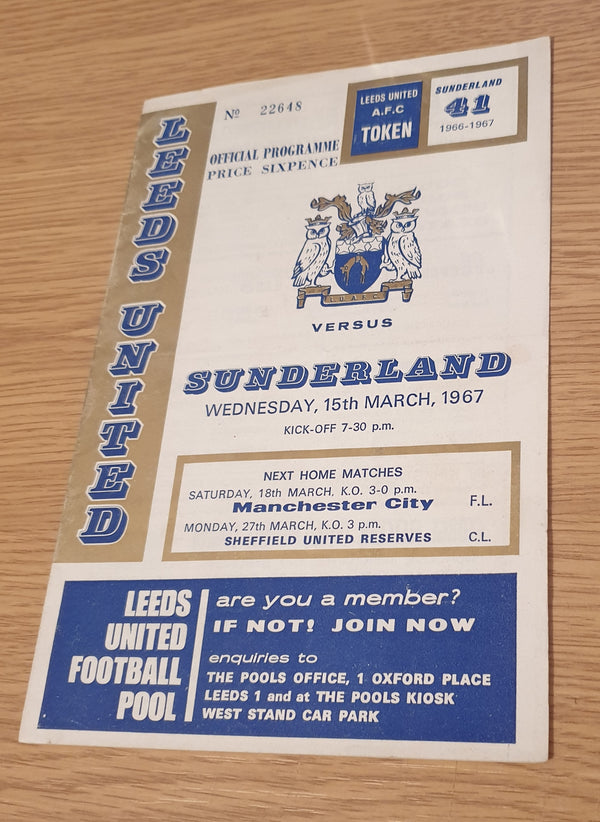 LEEDS UNITED
Nº 22648
OFFICIAL PROGRAMME
PRICE SIXPENCE
LEEDS UNITED
A.F.C
TOKEN
SUNDERLAND
41
1966-1967
L.U.A.F.C.
VERSUS
SUNDERLAND
WEDNESDAY, 15th MARCH, 1967
KICK-OFF 7-30 p.m.
NEXT HOME MATCHES
SATURDAY, 18th MARCH, K.O. 3-0 p.m.
Manchester City F.L.
MONDAY, 27th MARCH, K.O. 3 p.m.
SHEFFIELD UNITED RESERVES C.L.
LEEDS
UNITED
FOOTBALL
POOL
are you a member?
IF NOT! JOIN NOW
enquiries to
THE POOLS OFFICE, 1 OXFORD PLACE
LEEDS 1 and at THE POOLS KIOSK
WEST STAND CAR PARK